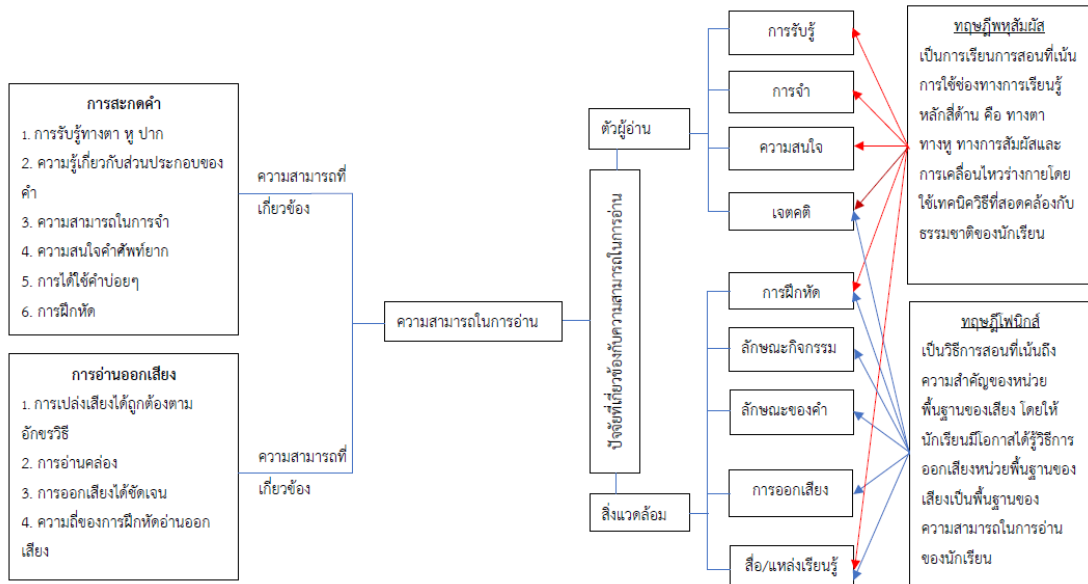 การสะกดคำ
1. การรับรู้ทางตา หู ปาก
2. ความรู้เกี่ยวกับส่วนประกอบของ
คำ
3. ความสามารถในการจำ
4. ความสนใจคำศัพท์ยาก
5. การได้ใช้คำบ่อยๆ
6. การฝึกหัด
การอ่านออกเสียง
1. การเปล่งเสียงได้ถูกต้องตาม
อักขรวิธี
2. การอ่านคล่อง
3. การออกเสียงได้ชัดเจน
4. ความถี่ของการฝึกหัดอ่านออก
เสียง
ความสามารถที่
เกี่ยวข้อง
ความสามารถที่
เกี่ยวข้อง
ความสามารถในการอ่าน
ปัจจัยที่เกี่ยวข้องกับความสามารถในการอ่าน
ตัวผู้อ่าน
สิ่งแวดล้อม
การรับรู้
การจำ
ความสนใจ
เจตคติ
การฝึกหัด
ลักษณะกิจกรรม
ลักษณะของคำ
การออกเสียง
สื่อ/แหล่งเรียนรู้
ทฤษฎีพหุสัมผัส
เป็นการเรียนการสอนที่เน้น
การใช้ช่องทางการเรียนรู้
หลักสี่ด้าน คือ ทางตา
ทางหู ทางการสัมผัสและ
การเคลื่อนไหวร่างกายโดย
ใช้เทคนิควิธีที่สอดคล้องกับ
ธรรมชาติของนักเรียน
ทฤษฎีโฟนิกส์
เป็นวิธีการสอนที่เน้นถึง
ความสำคัญของหน่วย
พื้นฐานของเสียง โดยให้
นักเรียนมีโอกาสได้รู้วิธีการ
ออกเสียงหน่วยพื้นฐานของ
เสียงเป็นพื้นฐานของ
ความสามารถในการอ่าน
ของนักเรียน